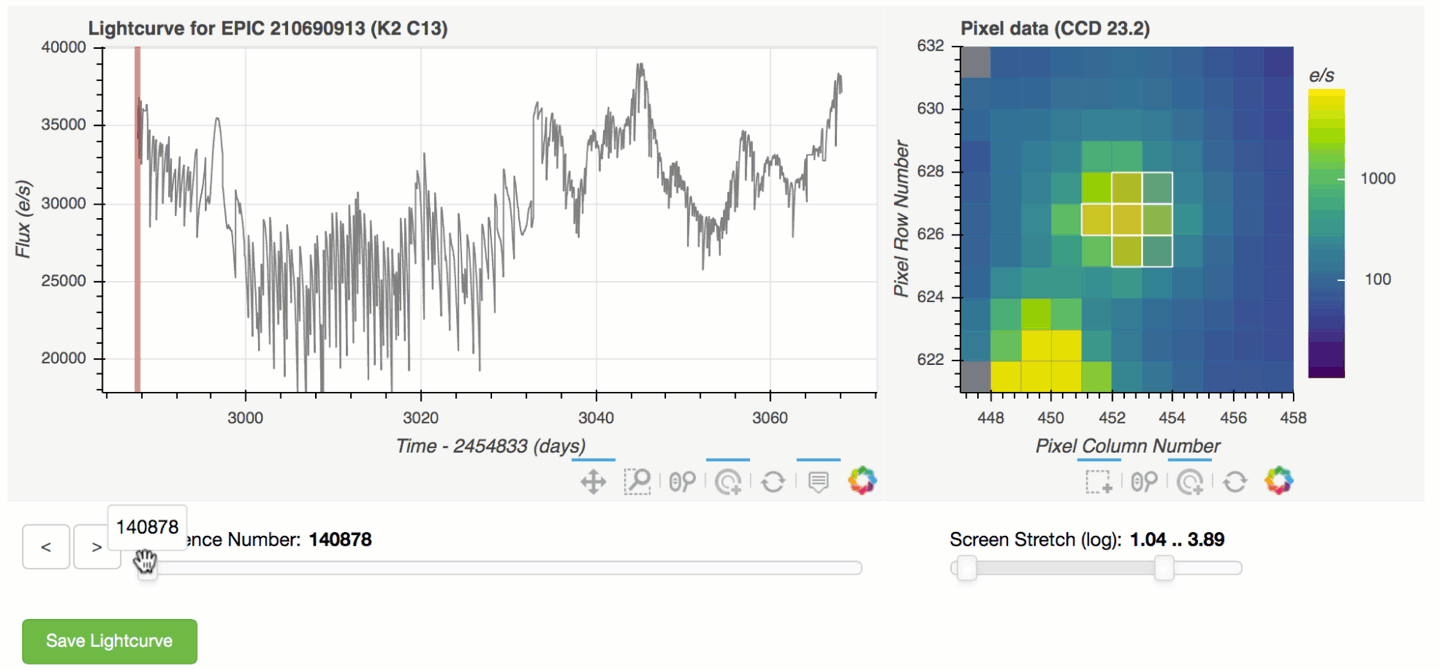 Lightcurve for EPIC 210690913 (K2 C13)
40000
35000
30000
25000
20000
Flux (e/s)
3000 3020 3040 3060
Time - 2454833 (days)
Pixel data (CCD 23.2)
632
630
628
626
624
622
Pixel Row Number
448 450 452 454 456 458
Pixel Column Number
e/s
1000
100
< >
140878
ence Number: 140878
Screen Stretch (log): 1.04 .. 3.89
Save Lightcurve